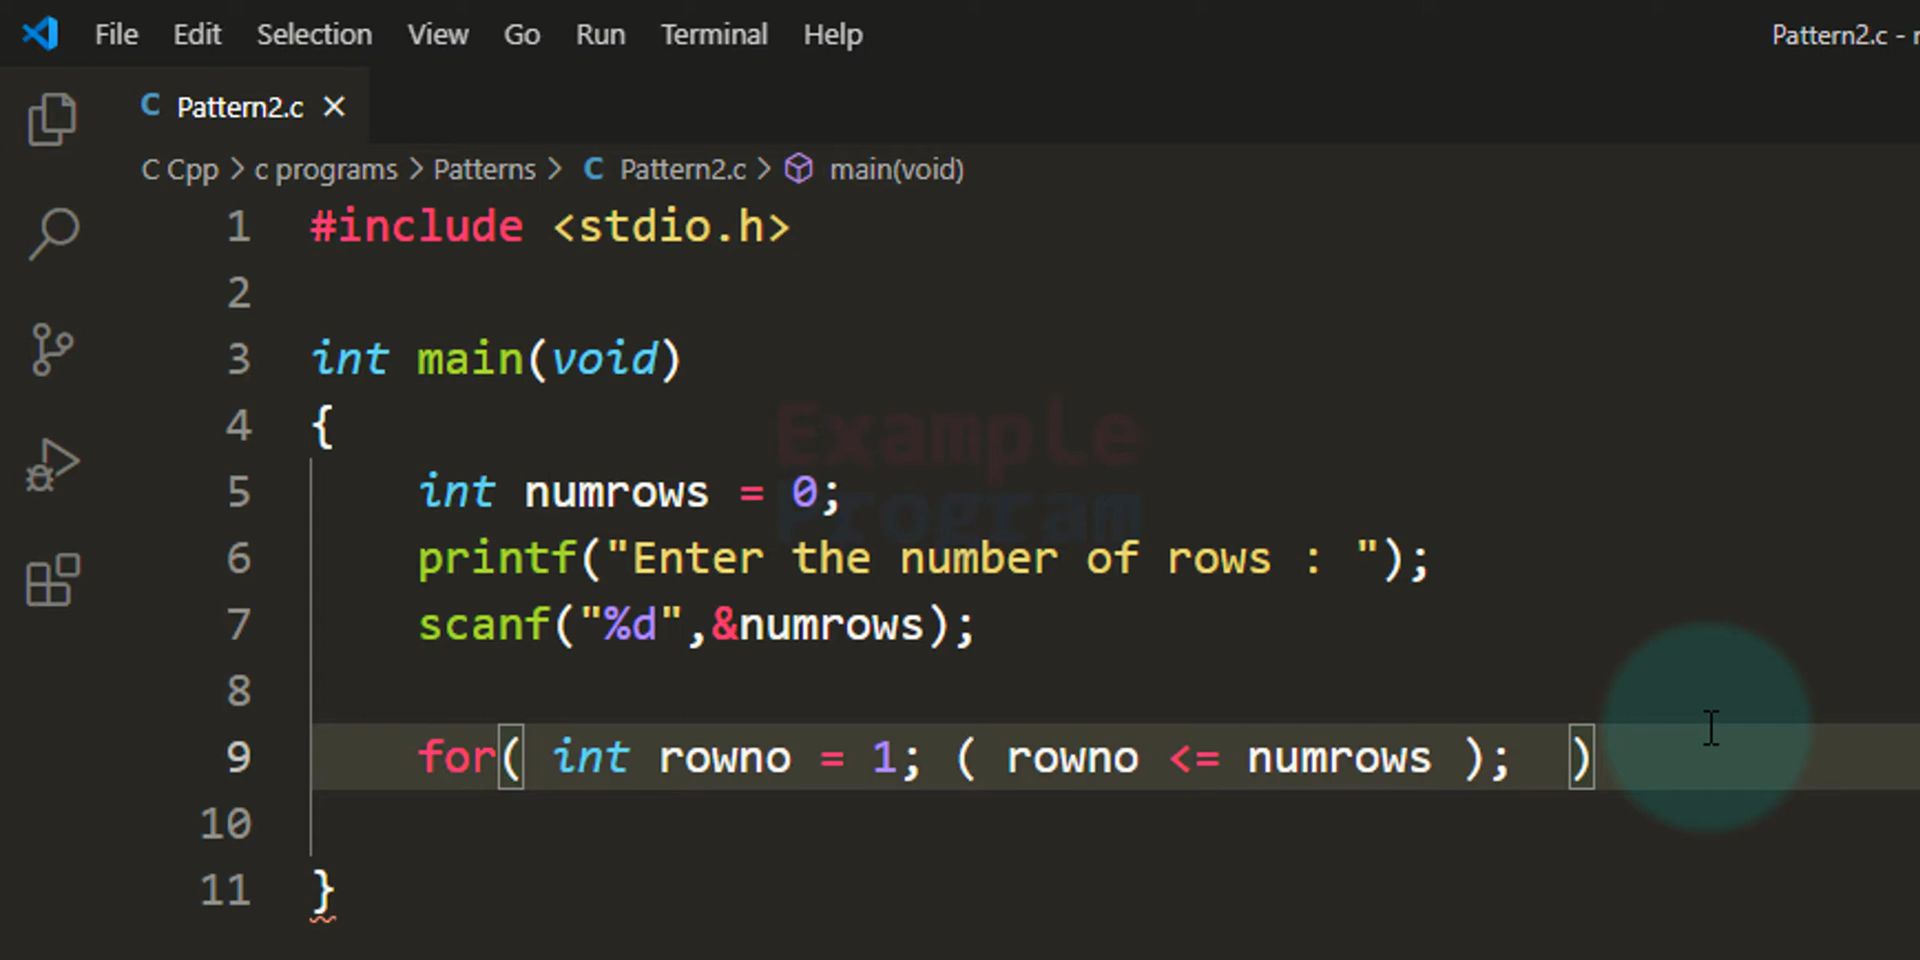 File Edit Selection View Go Run Terminal Help Pattern2.c -
C Pattern2.c ×
C Cpp > c programs > Patterns > C Pattern2.c > main(void)
1 #include <stdio.h>
2
3 int main(void)
4 {
Example
5 int numrows = 0;
Program
6 printf("Enter the number of rows : ");
7 scanf("%d",&numrows);
8
9 for( int rowno = 1; ( rowno <= numrows );  )
10
11 }